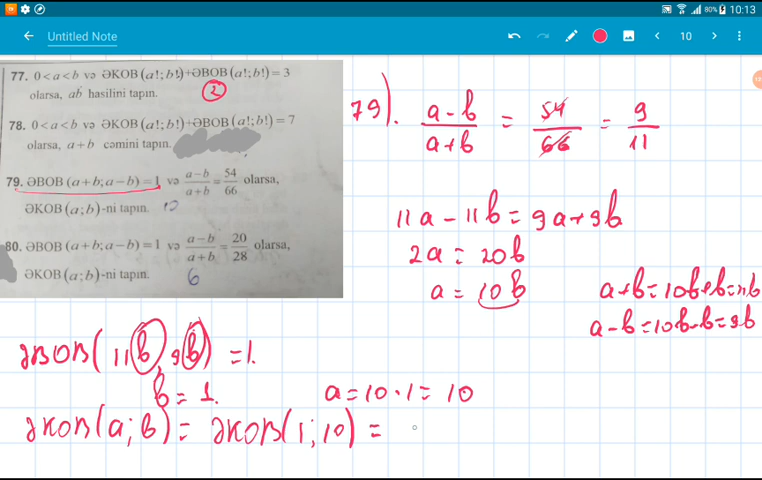 80% 10:13
Untitled Note
10
77. 0<a<b və ƏKOB(a!;b!)+ƏBOB(a!;b!)=3
olarsa, ab hasilini tapın. 2
78. 0<a<b və ƏKOB(a!;b!)+ƏBOB(a!;b!)=7
olarsa, a+b cəmini tapın.
79. ƏBOB(a+b;a−b)=1 və a−b/a+b=54/66 olarsa,
ƏKOB(a;b)-ni tapın. 10
80. ƏBOB(a+b;a−b)=1 və a−b/a+b=20/28 olarsa,
ƏKOB(a;b)-ni tapın. 6
79). a-b/a+b = 54/66 = 9/11
11a-11b=9a+9b
2a=20b
a=10b
a+b=10b+b=11b
a-b=10b-b=9b
ƏBOB(11b,9b)=1.
b=1.
a=10·1=10
ƏKOB(a;b)=ƏKOB(1;10)=